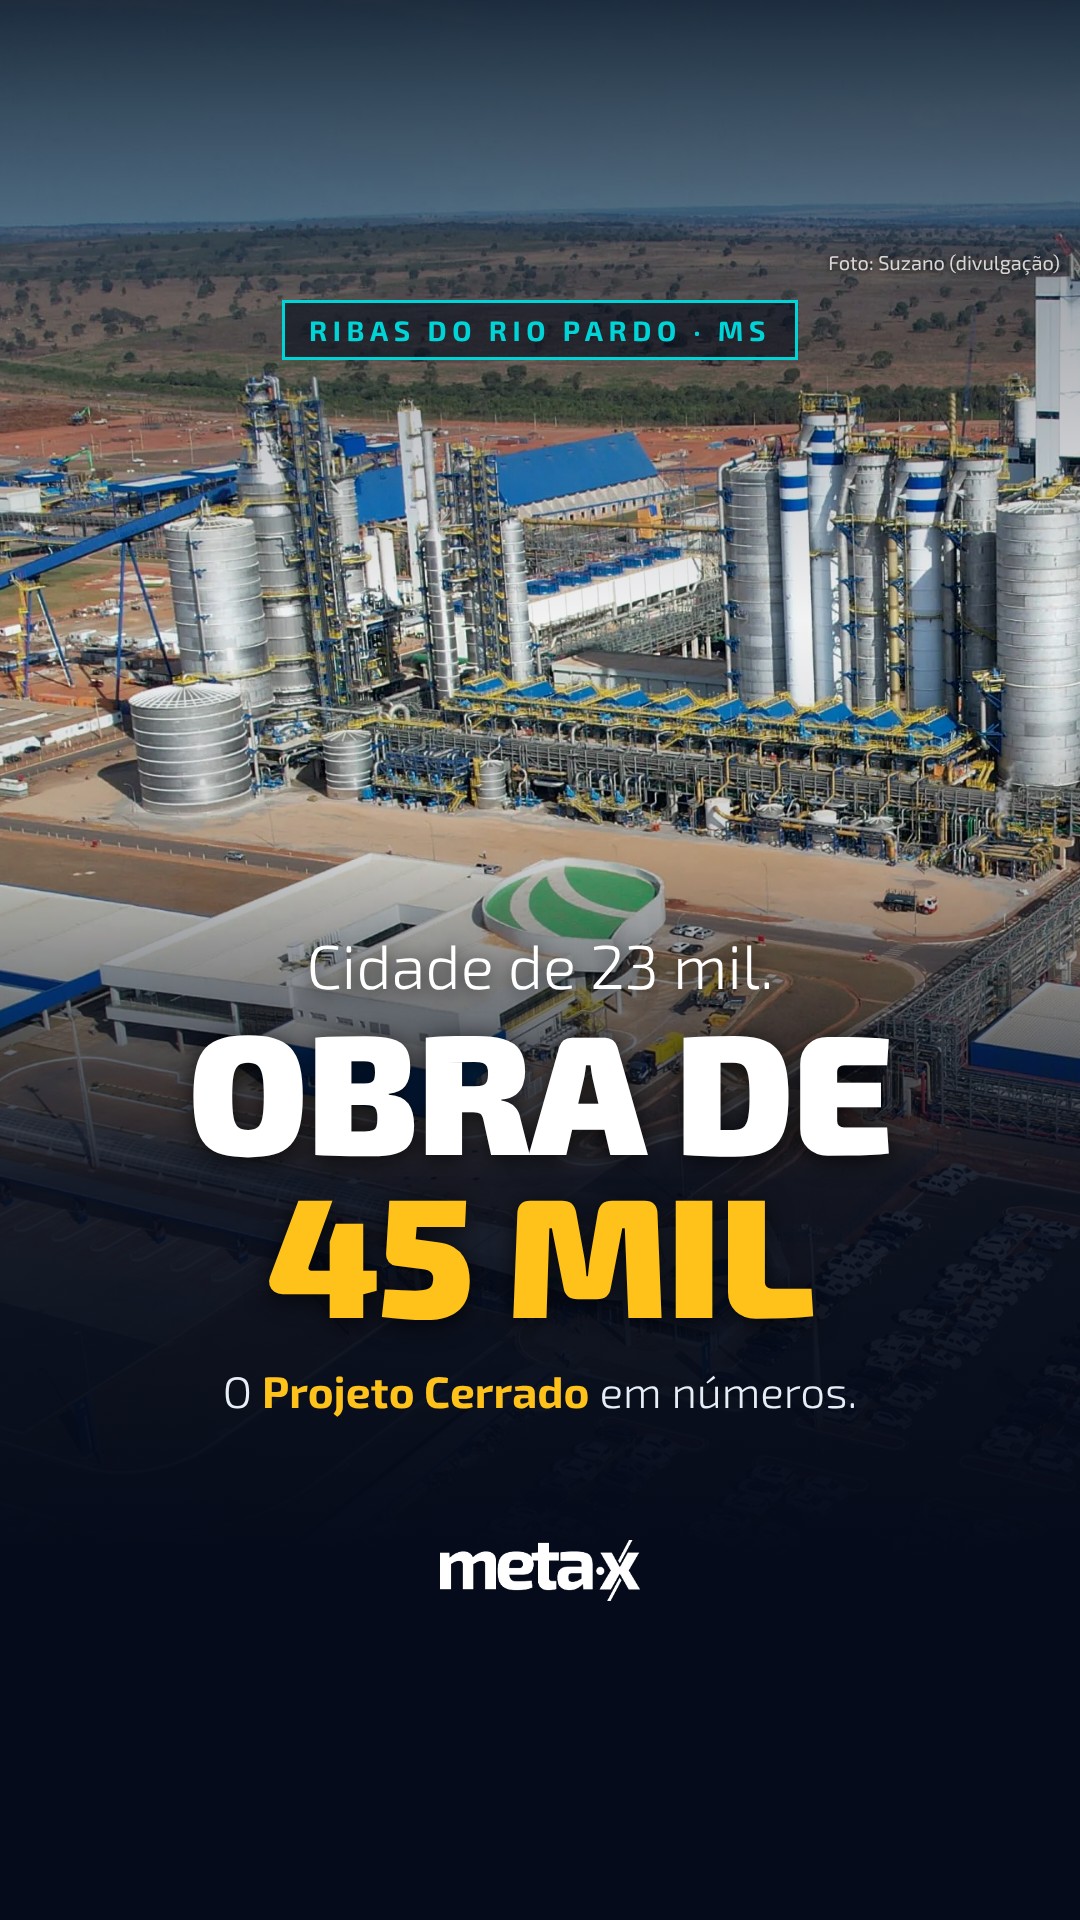 Foto: Suzano (divulgação)
RIBAS DO RIO PARDO · MS
Cidade de 23 mil.
OBRA DE
45 MIL
O Projeto Cerrado em números.
meta·x